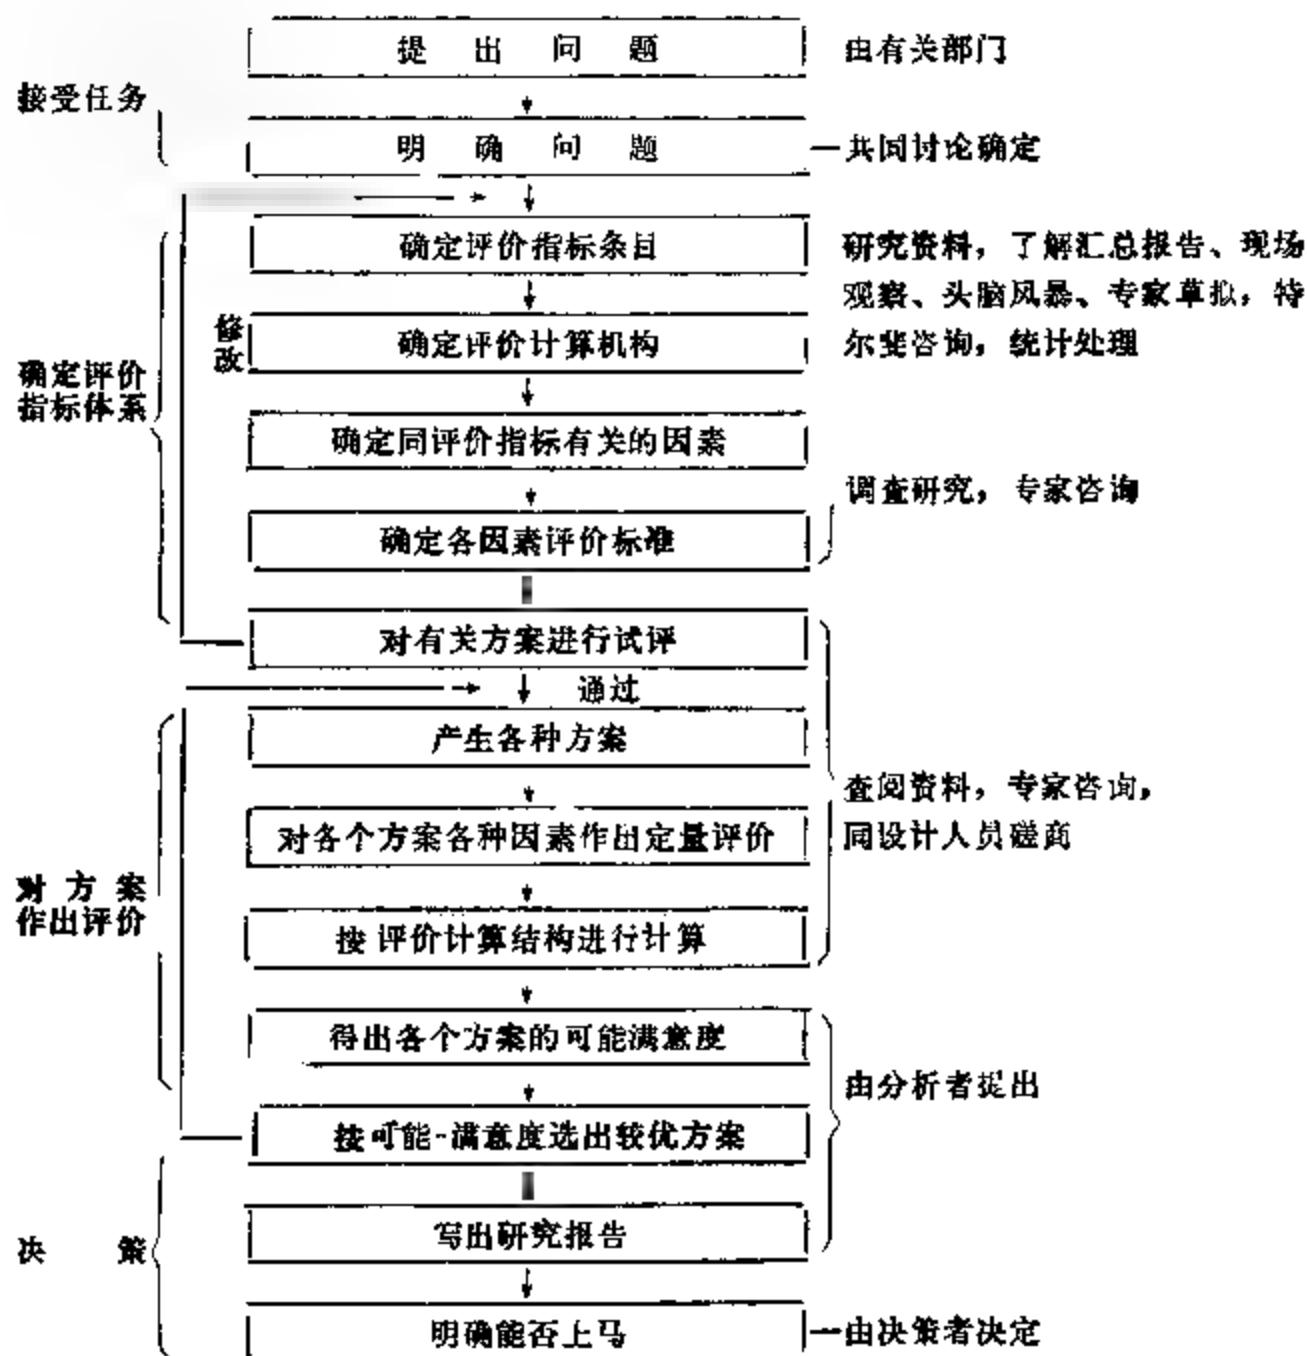 提出问题
由有关部门
接受任务
明确问题
共同讨论确定
确定评价指标条目
研究资料，了解汇总报告、现场
观察、头脑风暴、专家草拟，特
尔斐咨询，统计处理
修
改
确定评价计算机构
确定评价
指标体系
确定同评价指标有关的因素
调查研究，专家咨询
确定各因素评价标准
对有关方案进行试评
通过
产生各种方案
查阅资料，专家咨询，
同设计人员磋商
对各个方案各种因素作出定量评价
对方案
作出评价
按评价计算结构进行计算
得出各个方案的可能满意度
由分析者提出
按可能-满意度选出较优方案
写出研究报告
决策
明确能否上马
由决策者决定